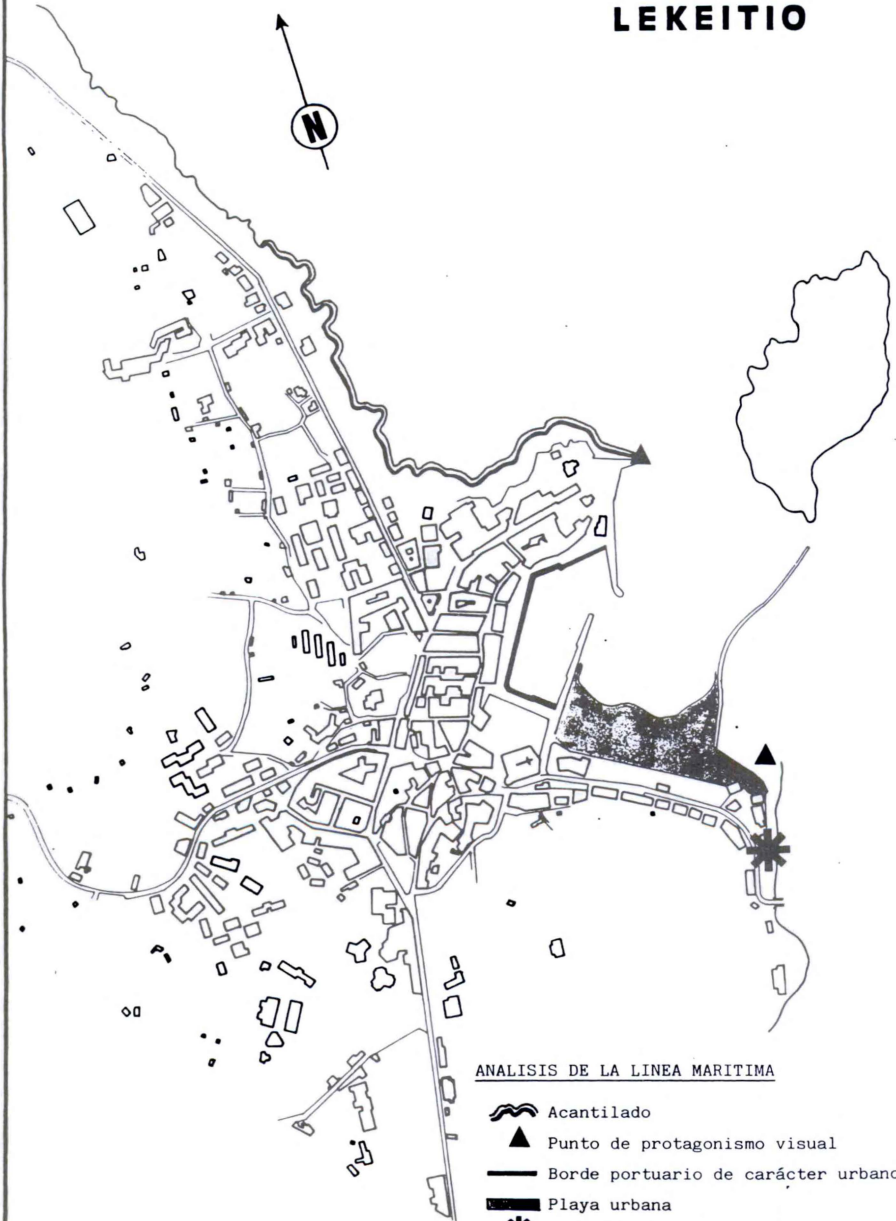 LEKEITIO
N
ANALISIS DE LA LINEA MARITIMA
Acantilado
Punto de protagonismo visual
Borde portuario de carácter urbano
Playa urbana